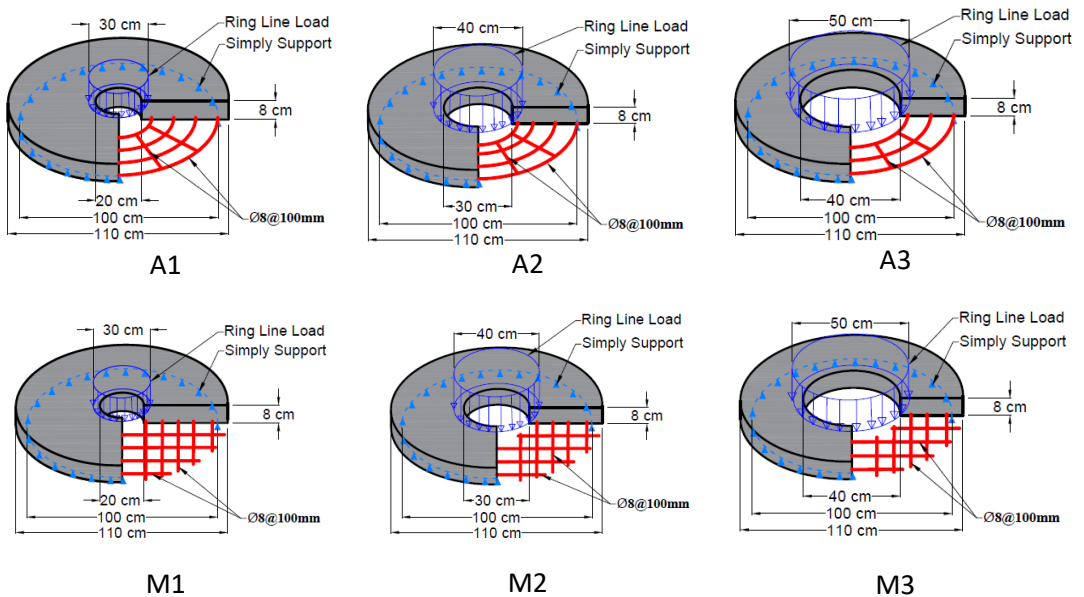 30 cm
Ring Line Load
Simply Support
8 cm
20 cm
100 cm
110 cm
Ø8@100mm
A1
40 cm
Ring Line Load
Simply Support
8 cm
30 cm
100 cm
110 cm
Ø8@100mm
A2
50 cm
Ring Line Load
Simply Support
8 cm
40 cm
100 cm
110 cm
Ø8@100mm
A3
30 cm
Ring Line Load
Simply Support
8 cm
20 cm
100 cm
110 cm
Ø8@100mm
M1
40 cm
Ring Line Load
Simply Support
8 cm
30 cm
100 cm
110 cm
Ø8@100mm
M2
50 cm
Ring Line Load
Simply Support
8 cm
40 cm
100 cm
110 cm
Ø8@100mm
M3